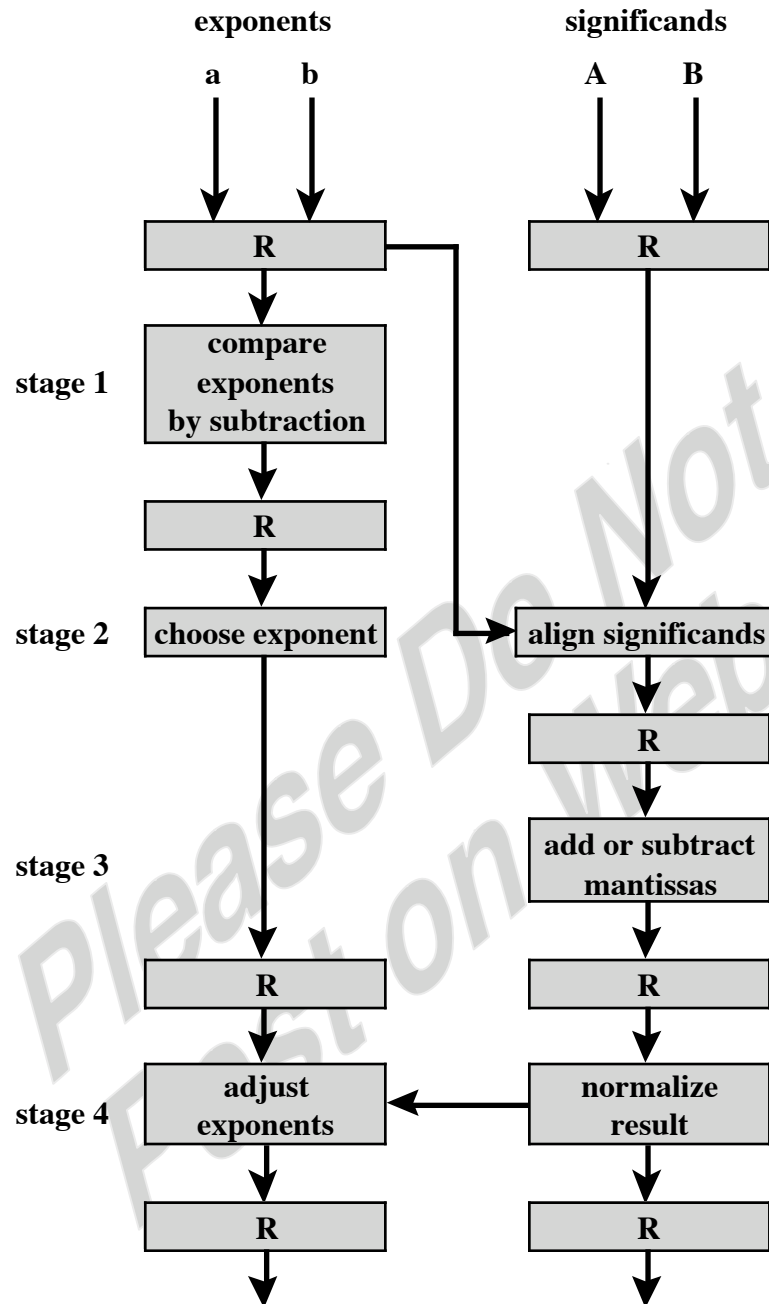 exponents significands
a b A B
R R
stage 1
compare
exponents
by subtraction
R
stage 2 choose exponent align significands
R
stage 3
add or subtract
mantissas
R R
stage 4
adjust
exponents
normalize
result
R R
Please Do Not
Post on Web